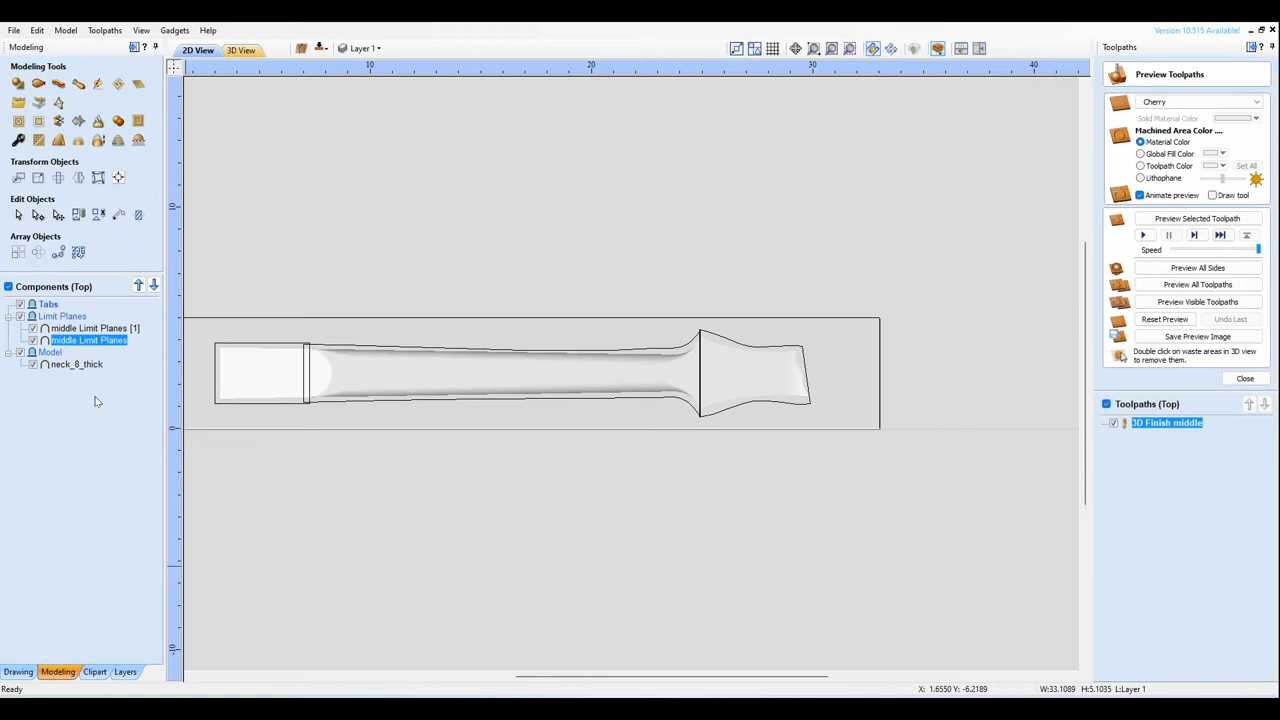 File Edit Model Toolpaths View Gadgets Help
Version 10.515 Available!
Modeling
2D View 3D View
Layer 1
Toolpaths
Modeling Tools
Transform Objects
Edit Objects
Array Objects
Components (Top)
Tabs
Limit Planes
middle Limit Planes [1]
middle Limit Planes
Model
neck_8_thick
Drawing Modeling Clipart Layers
10 20 30 40
10
0
-10
Preview Toolpaths
Cherry
Solid Material Color
Machined Area Color ....
Material Color
Global Fill Color
Toolpath Color Set All
Lithophane
Animate preview Draw tool
Preview Selected Toolpath
Speed
Preview All Sides
Preview All Toolpaths
Preview Visible Toolpaths
Reset Preview Undo Last
Save Preview Image
Double click on waste areas in 3D view
to remove them.
Close
Toolpaths (Top)
3D Finish middle
Ready
X: 1.6550 Y: -6.2189
W:33.1089 H:5.1035 L:Layer 1